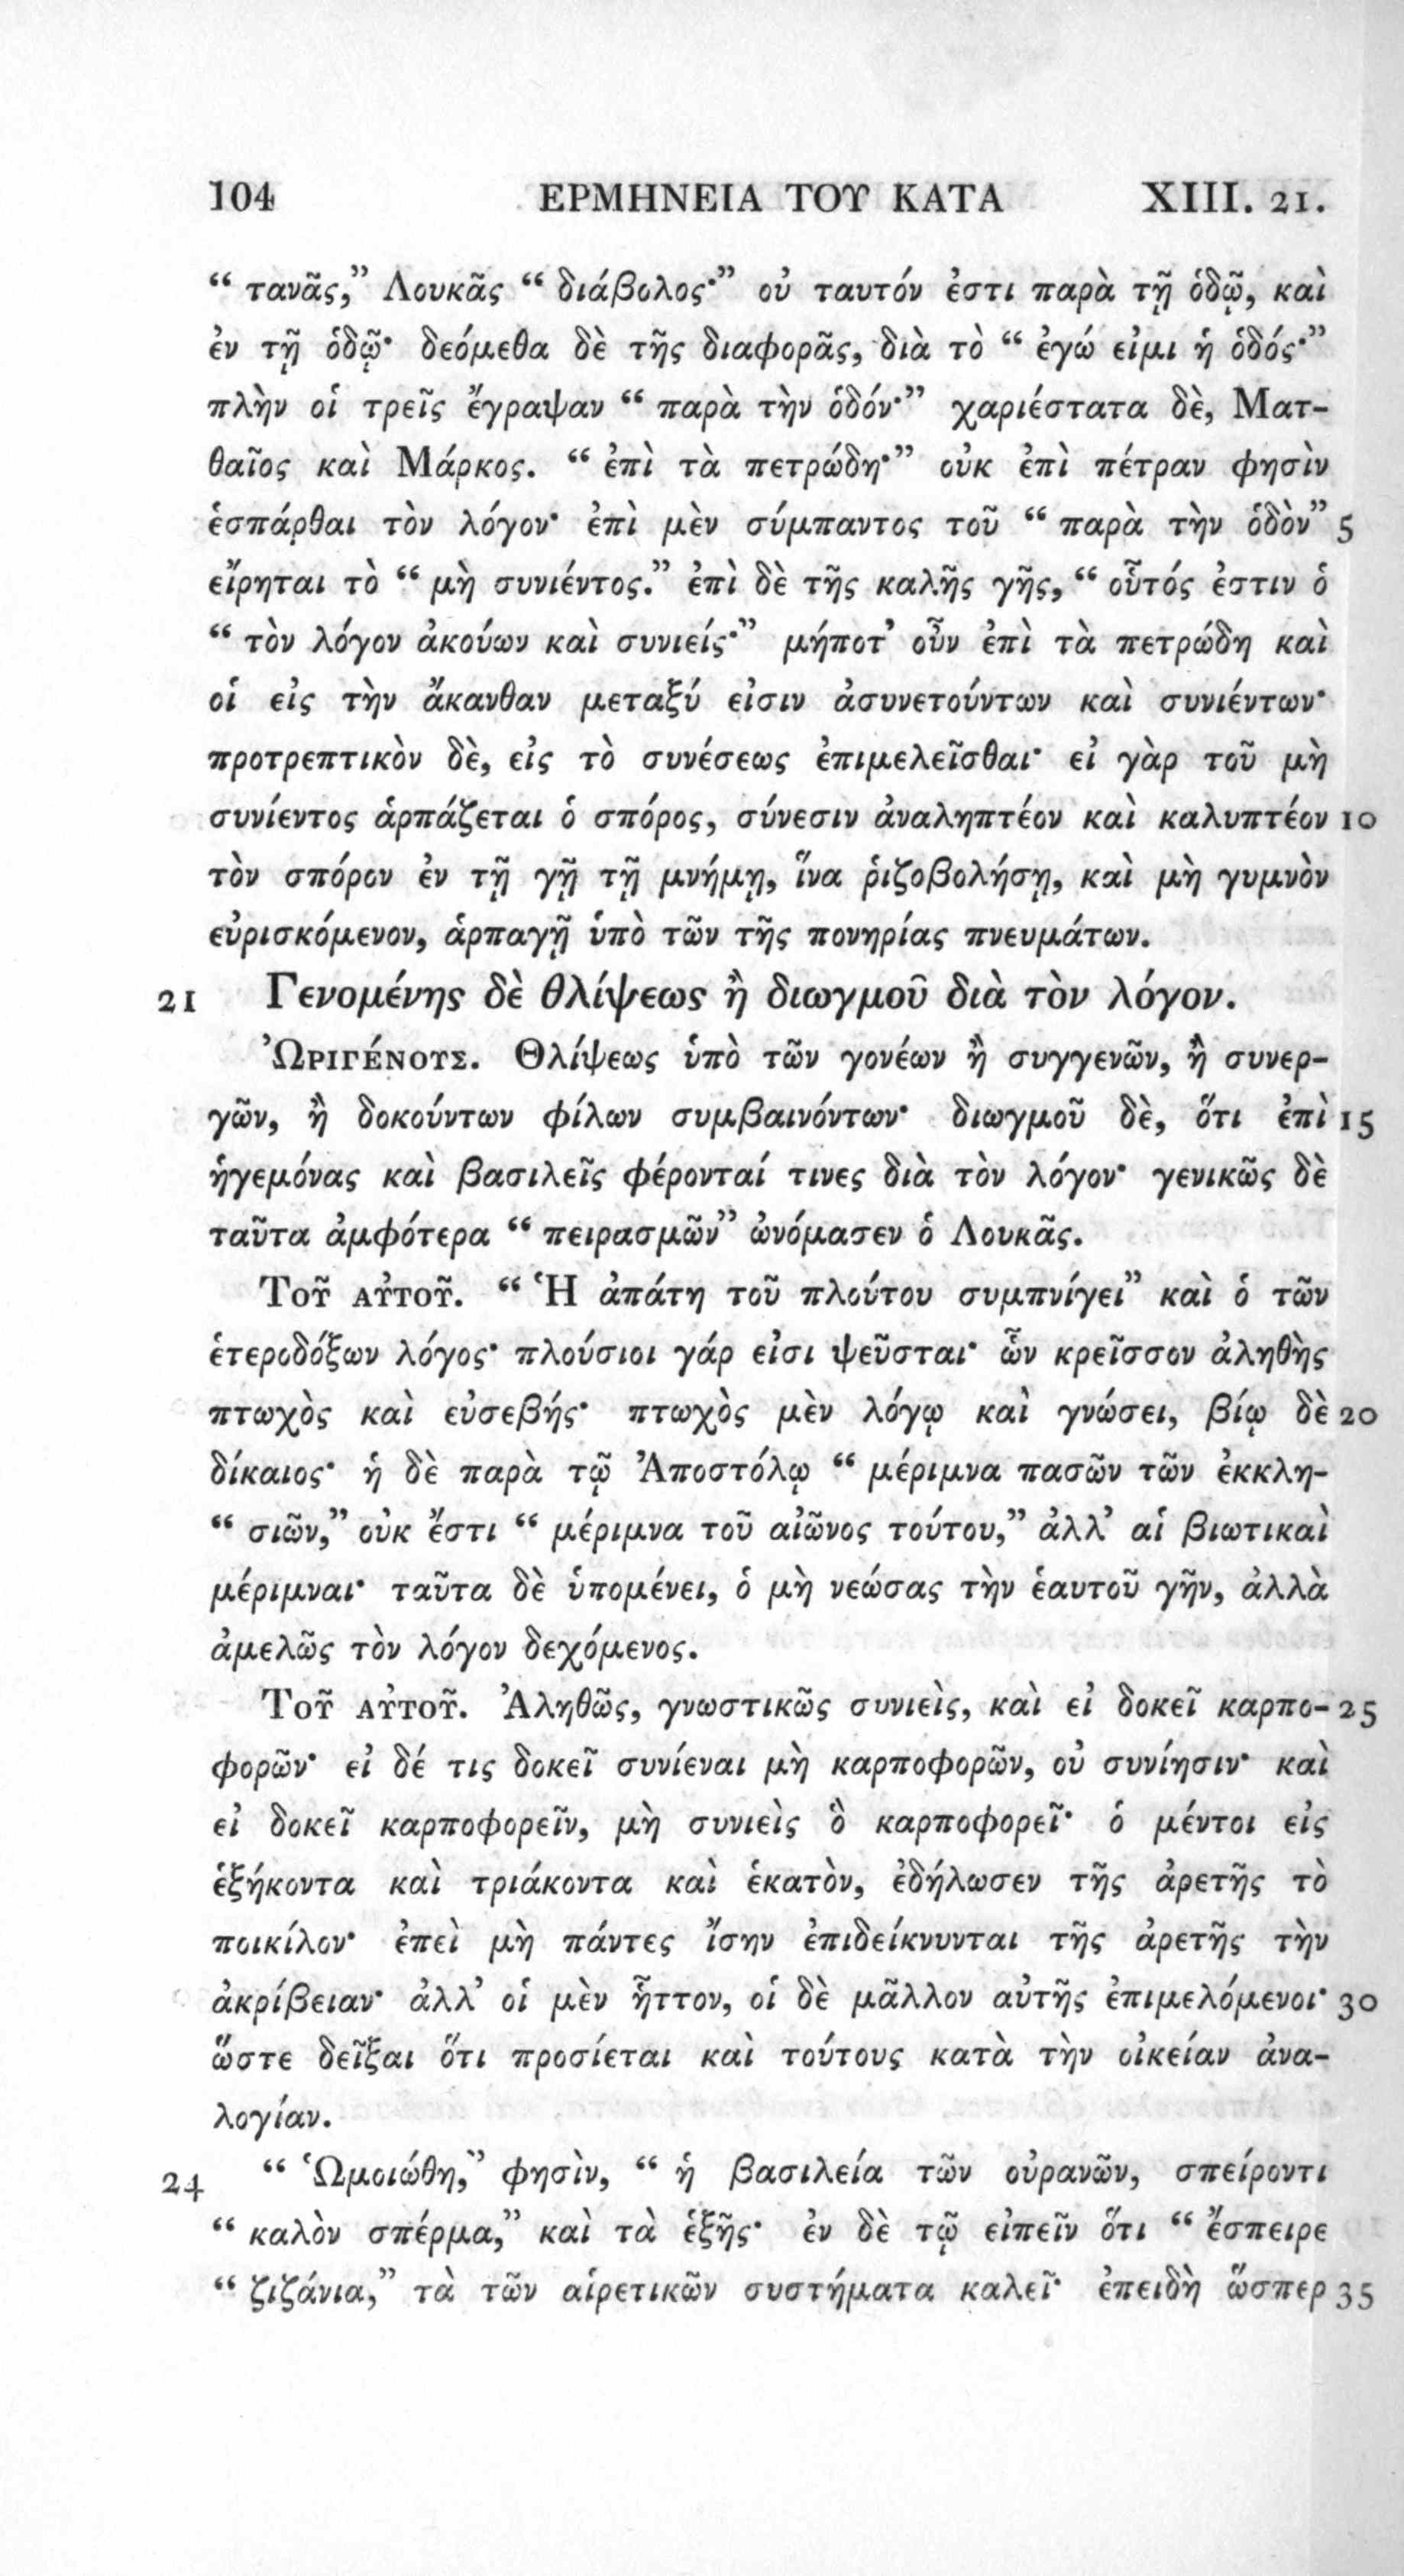 104 ΕΡΜΗΝΕΙΑ ΤΟΥ ΚΑΤΑ XIII. 21.
“ τανᾶς,” Λουκᾶς “ διάβολος·” οὐ ταυτόν ἐστι παρὰ τῇ ὁδῷ, καὶ
ἐν τῇ ὁδῷ· δεόμεθα δὲ τῆς διαφορᾶς, διὰ τὸ “ ἐγώ εἰμι ἡ ὁδός·”
πλὴν οἱ τρεῖς ἔγραψαν “ παρὰ τὴν ὁδόν·” χαριέστατα δὲ, Ματ-
θαῖος καὶ Μάρκος. “ ἐπὶ τὰ πετρώδη·” οὐκ ἐπὶ πέτραν φησὶν
ἐσπάρθαι τὸν λόγον· ἐπὶ μὲν σύμπαντος τοῦ “ παρὰ τὴν ὁδὸν” 5
εἴρηται τὸ “ μὴ συνιέντος.” ἐπὶ δὲ τῆς καλῆς γῆς, “ οὗτός ἐστιν ὁ
“ τὸν λόγον ἀκούων καὶ συνιείς·” μήποτ’ οὖν ἐπὶ τὰ πετρώδη καὶ
οἱ εἰς τὴν ἄκανθαν μεταξύ εἰσιν ἀσυνετούντων καὶ συνιέντων·
προτρεπτικὸν δὲ, εἰς τὸ συνέσεως ἐπιμελεῖσθαι· εἰ γὰρ τοῦ μὴ
συνίεντος ἁρπάζεται ὁ σπόρος, σύνεσιν ἀναληπτέον καὶ καλυπτέον 10
τὸν σπόρον ἐν τῇ γῇ τῇ μνήμῃ, ἵνα ῥιζοβολήσῃ, καὶ μὴ γυμνὸν
εὑρισκόμενον, ἁρπαγῇ ὑπὸ τῶν τῆς πονηρίας πνευμάτων.
21 Γενομένης δὲ θλίψεως ἢ διωγμοῦ διὰ τὸν λόγον.
ὨΡΙΓΈΝΟΥΣ. Θλίψεως ὑπὸ τῶν γονέων ἢ συγγενῶν, ἢ συνερ-
γῶν, ἢ δοκούντων φίλων συμβαινόντων· διωγμοῦ δὲ, ὅτι ἐπὶ 15
ἡγεμόνας καὶ βασιλεῖς φέρονταί τινες διὰ τὸν λόγον· γενικῶς δὲ
ταῦτα ἀμφότερα “ πειρασμῶν” ὠνόμασεν ὁ Λουκᾶς.
ΤΟΥ͂ ΑΥ̓ΤΟΥ͂. “ Ἡ ἀπάτη τοῦ πλούτου συμπνίγει” καὶ ὁ τῶν
ἑτεροδόξων λόγος· πλούσιοι γάρ εἰσι ψεῦσται· ὧν κρεῖσσον ἀληθὴς
πτωχὸς καὶ εὐσεβής· πτωχὸς μὲν λόγῳ καὶ γνώσει, βίῳ δὲ 20
δίκαιος· ἡ δὲ παρὰ τῷ Ἀποστόλῳ “ μέριμνα πασῶν τῶν ἐκκλη-
“ σιῶν,” οὐκ ἔστι “ μέριμνα τοῦ αἰῶνος τούτου,” ἀλλ’ αἱ βιωτικαὶ
μέριμναι· ταῦτα δὲ ὑπομένει, ὁ μὴ νεώσας τὴν ἑαυτοῦ γῆν, ἀλλὰ
ἀμελῶς τὸν λόγον δεχόμενος.
ΤΟΥ͂ ΑΥ̓ΤΟΥ͂. Ἀληθῶς, γνωστικῶς συνιεὶς, καὶ εἰ δοκεῖ καρπο- 25
φορῶν· εἰ δέ τις δοκεῖ συνίεναι μὴ καρποφορῶν, οὐ συνίησιν· καὶ
εἰ δοκεῖ καρποφορεῖν, μὴ συνιεὶς ὃ καρποφορεῖ· ὁ μέντοι εἰς
ἑξήκοντα καὶ τριάκοντα καὶ ἑκατὸν, ἐδήλωσεν τῆς ἀρετῆς τὸ
ποικίλον· ἐπεὶ μὴ πάντες ἴσην ἐπιδείκνυνται τῆς ἀρετῆς τὴν
ἀκρίβειαν· ἀλλ’ οἱ μὲν ἧττον, οἱ δὲ μᾶλλον αὐτῆς ἐπιμελόμενοι· 30
ὥστε δεῖξαι ὅτι προσίεται καὶ τούτους κατὰ τὴν οἰκείαν ἀνα-
λογίαν.
24 “ Ὡμοιώθη,” φησὶν, “ ἡ βασιλεία τῶν οὐρανῶν, σπείροντι
“ καλὸν σπέρμα,” καὶ τὰ ἑξῆς· ἐν δὲ τῷ εἰπεῖν ὅτι “ ἔσπειρε
“ ζιζάνια,” τὰ τῶν αἱρετικῶν συστήματα καλεῖ· ἐπειδὴ ὥσπερ 35